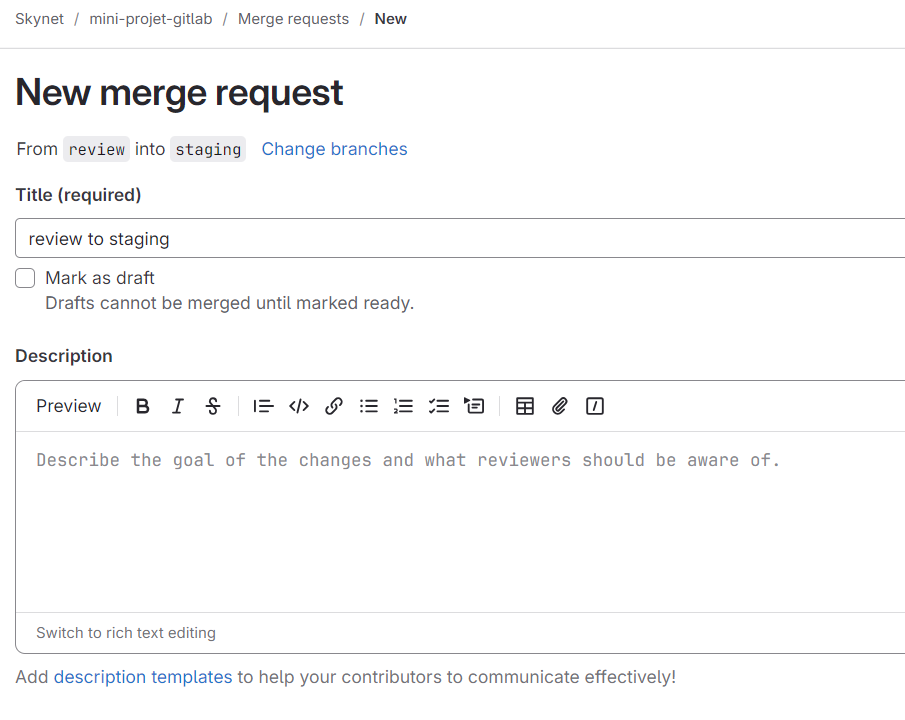 Skynet / mini-projet-gitlab / Merge requests / New
New merge request
From review into staging Change branches
Title (required)
review to staging
Mark as draft
Drafts cannot be merged until marked ready.
Description
Preview
Describe the goal of the changes and what reviewers should be aware of.
Switch to rich text editing
Add description templates to help your contributors to communicate effectively!